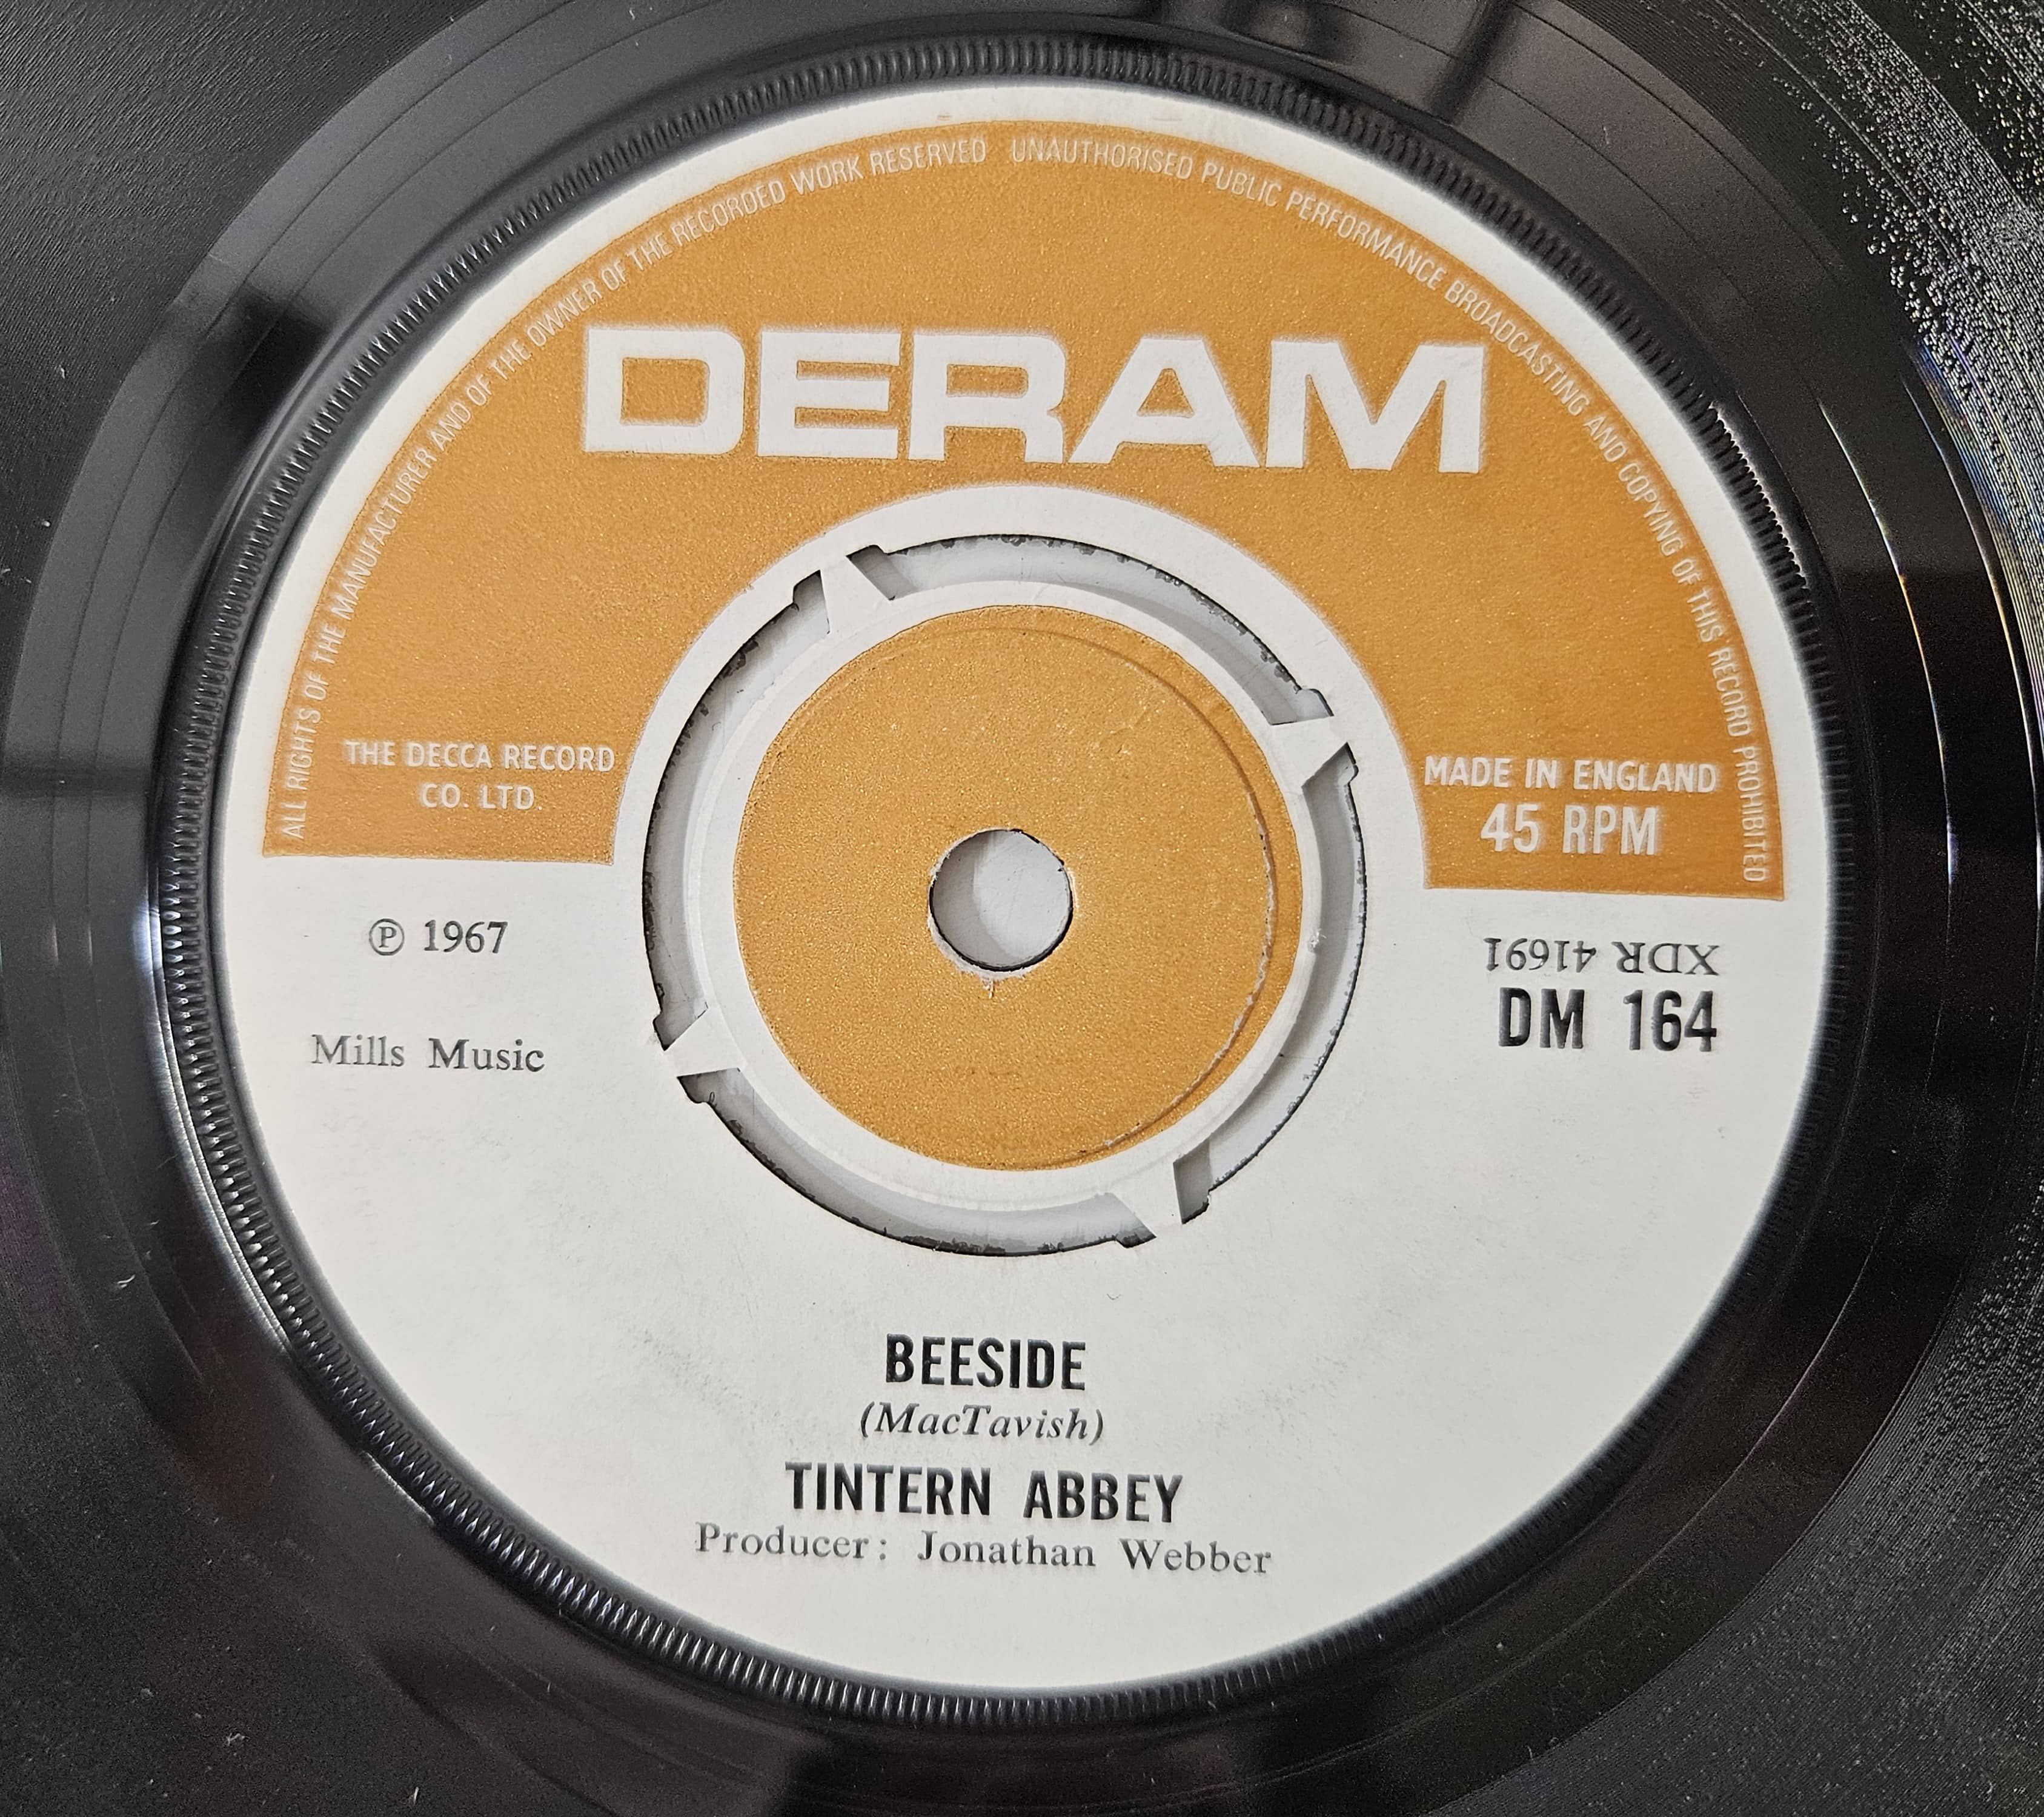 ALL RIGHTS OF THE MANUFACTURER AND OF THE OWNER OF THE RECORDED WORK RESERVED UNAUTHORISED PUBLIC PERFORMANCE BROADCASTING AND COPYING OF THIS RECORD PROHIBITED
DERAM
THE DECCA RECORD
CO. LTD.
MADE IN ENGLAND
45 RPM
℗ 1967
XDR 41691
DM 164
Mills Music
BEESIDE
(MacTavish)
TINTERN ABBEY
Producer: Jonathan Webber